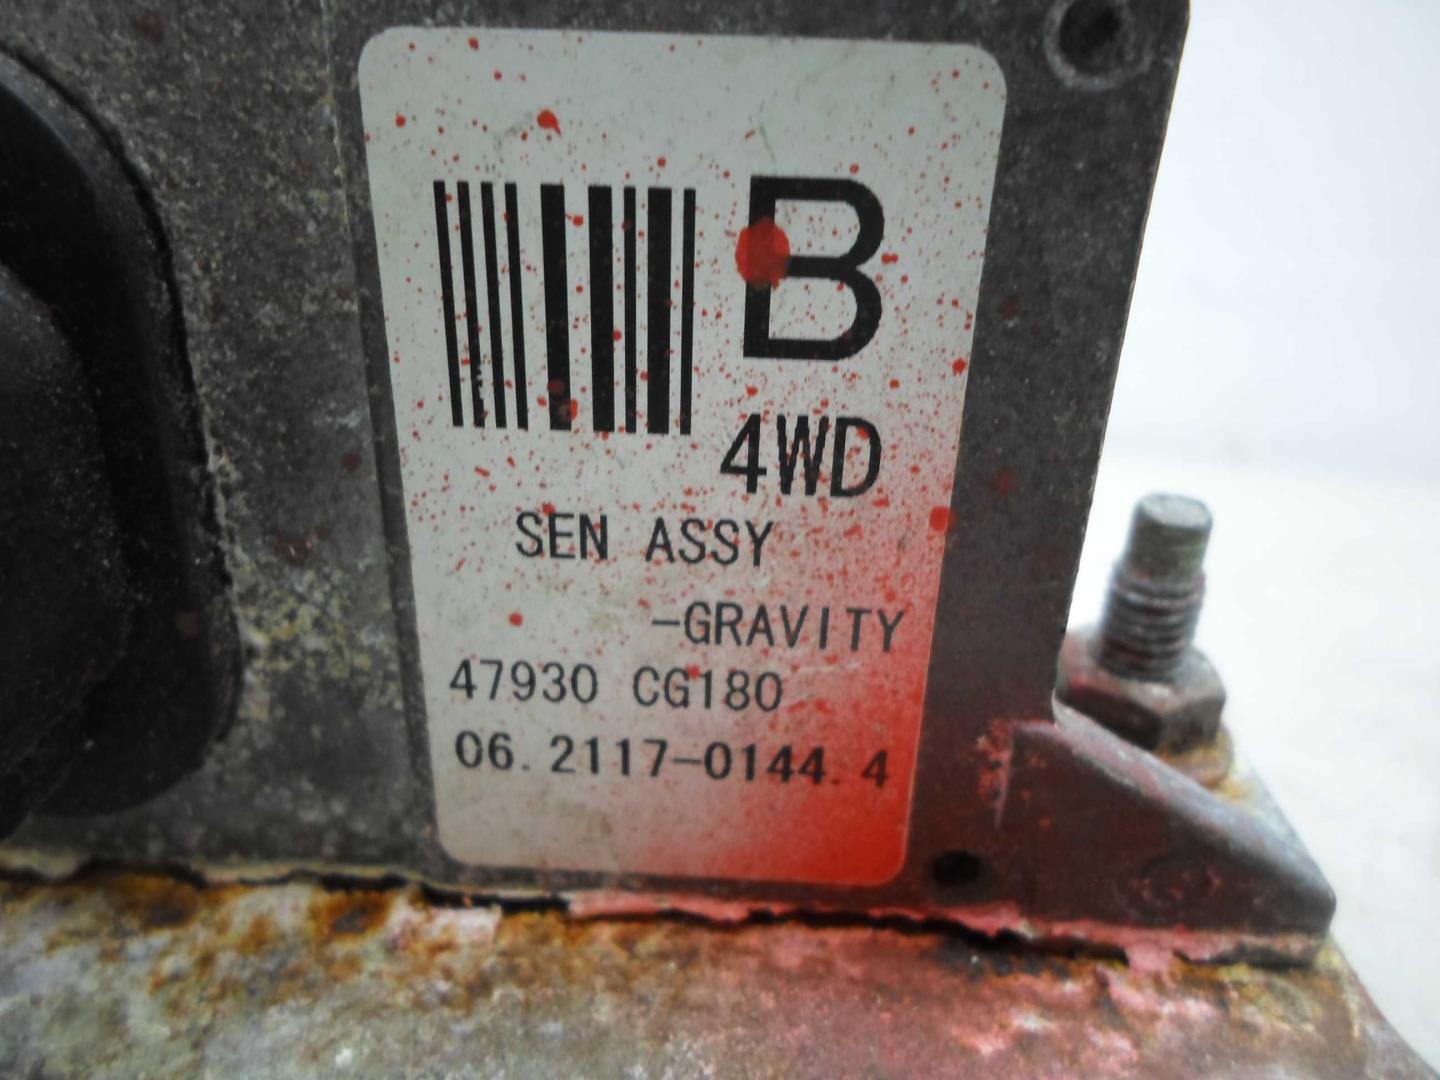 B
4WD
SEN ASSY
-GRAVITY
47930 CG180
06.2117-0144.4